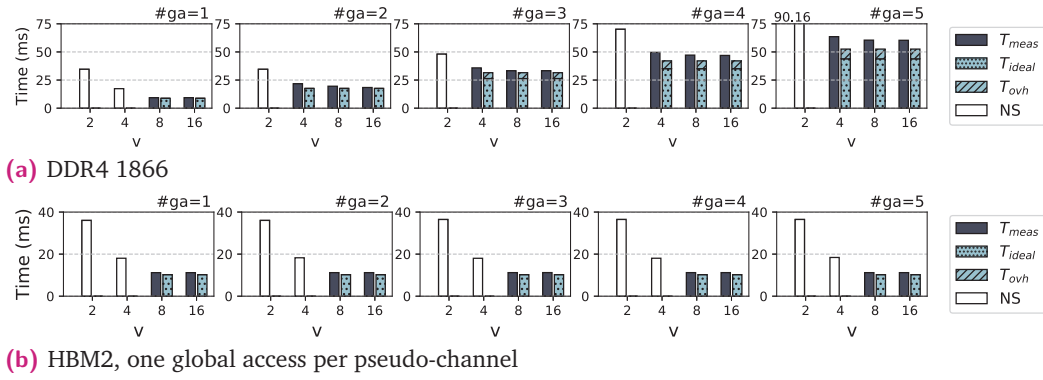 #ga=1 #ga=2 #ga=3 #ga=4 #ga=5
90.16
Time (ms)
75 50 25 0
75 50 25 0
75 50 25 0
75 50 25 0
75 50 25 0
2 4 8 16 2 4 8 16 2 4 8 16 2 4 8 16 2 4 8 16
v v v v v
T_meas
T_ideal
T_ovh
NS
(a) DDR4 1866
#ga=1 #ga=2 #ga=3 #ga=4 #ga=5
Time (ms)
40 20 0
40 20 0
40 20 0
40 20 0
40 20 0
2 4 8 16 2 4 8 16 2 4 8 16 2 4 8 16 2 4 8 16
v v v v v
T_meas
T_ideal
T_ovh
NS
(b) HBM2, one global access per pseudo-channel